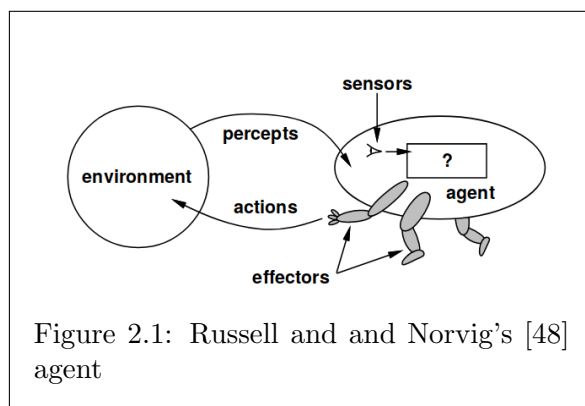 sensors
percepts
?
environment
agent
actions
effectors
Figure 2.1: Russell and and Norvig's [48]
agent